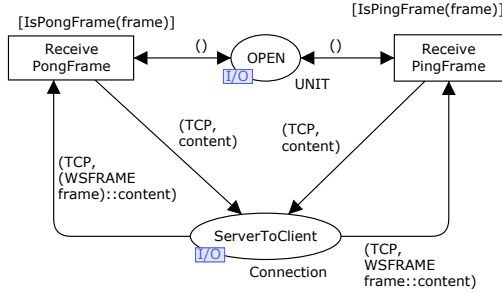 [IsPongFrame(frame)]
[IsPingFrame(frame)]
Receive
PongFrame
()
OPEN
()
Receive
PingFrame
I/O
UNIT
(TCP,
content)
(TCP,
content)
(TCP,
(WSFRAME
frame)::content)
ServerToClient
I/O
Connection
(TCP,
WSFRAME
frame::content)